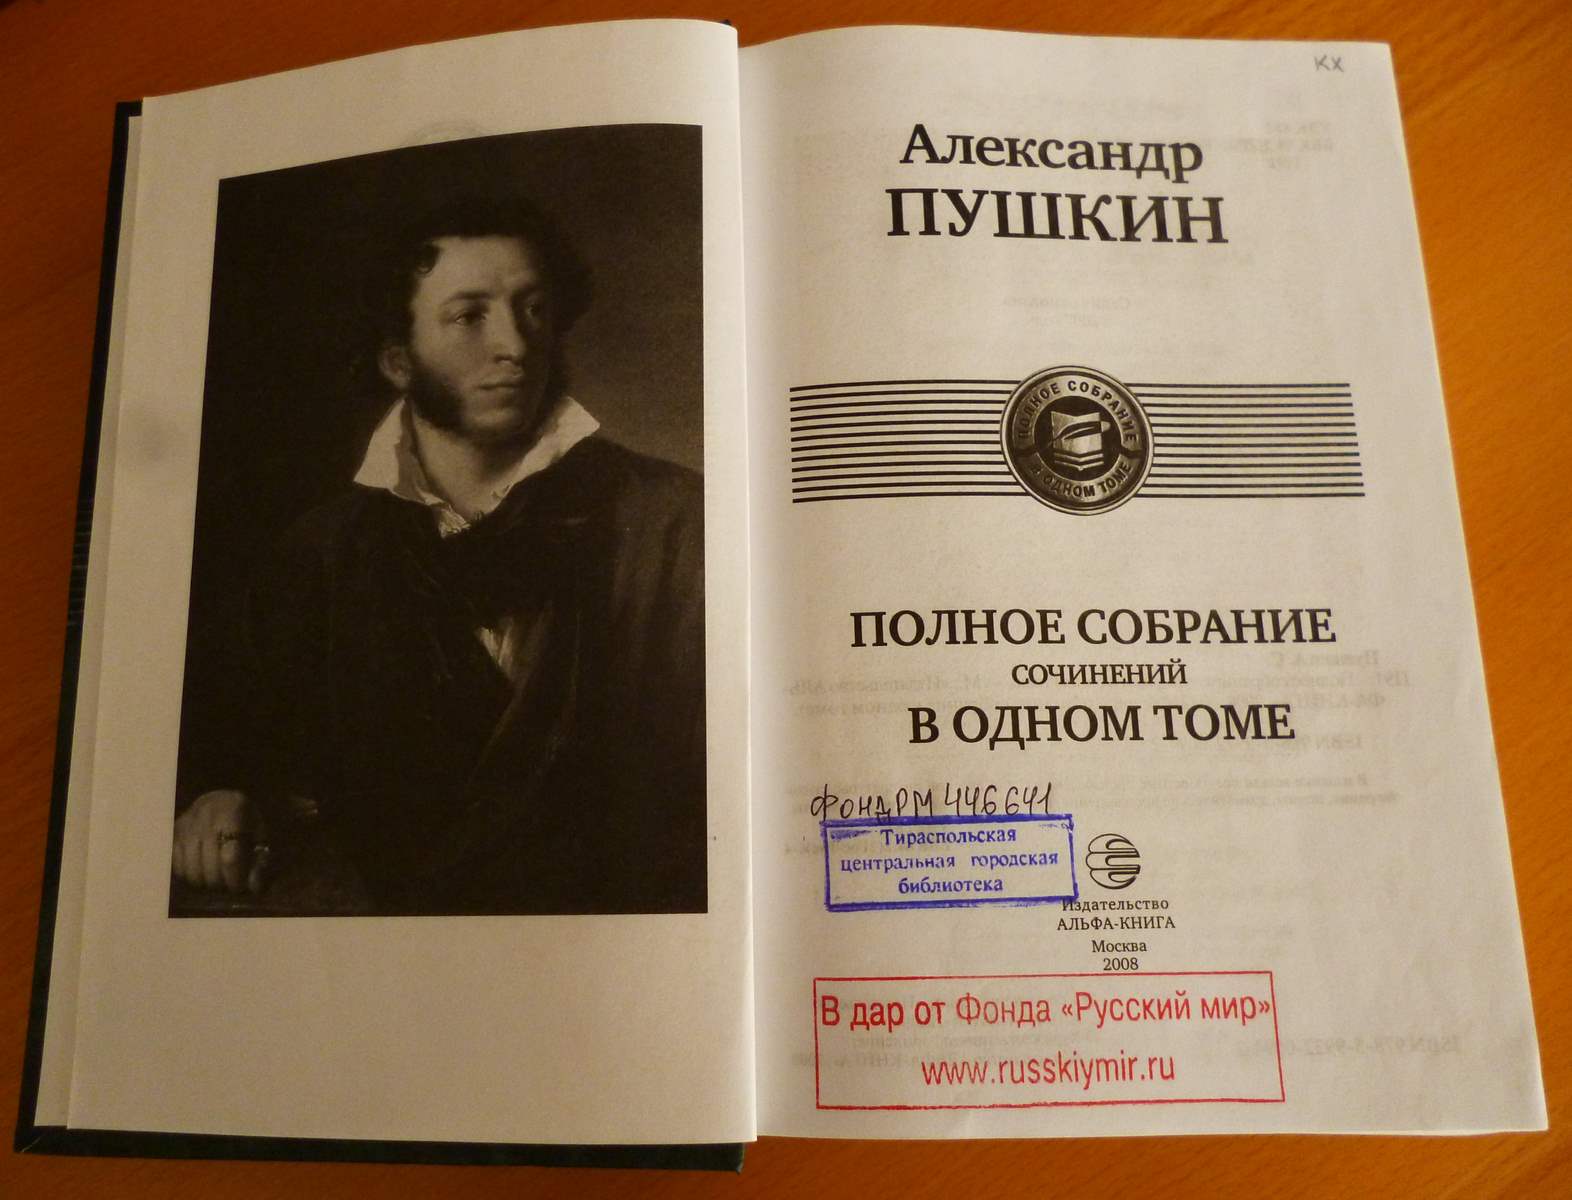 КХ
Александр
ПУШКИН
ПОЛНОЕ СОБРАНИЕ
В ОДНОМ ТОМЕ
ПОЛНОЕ СОБРАНИЕ
СОЧИНЕНИЙ
В ОДНОМ ТОМЕ
ФОНД РМ 446641
Тираспольская
центральная городская
библиотека
Издательство
АЛЬФА-КНИГА
Москва
2008
В дар от Фонда «Русский мир»
www.russkiymir.ru